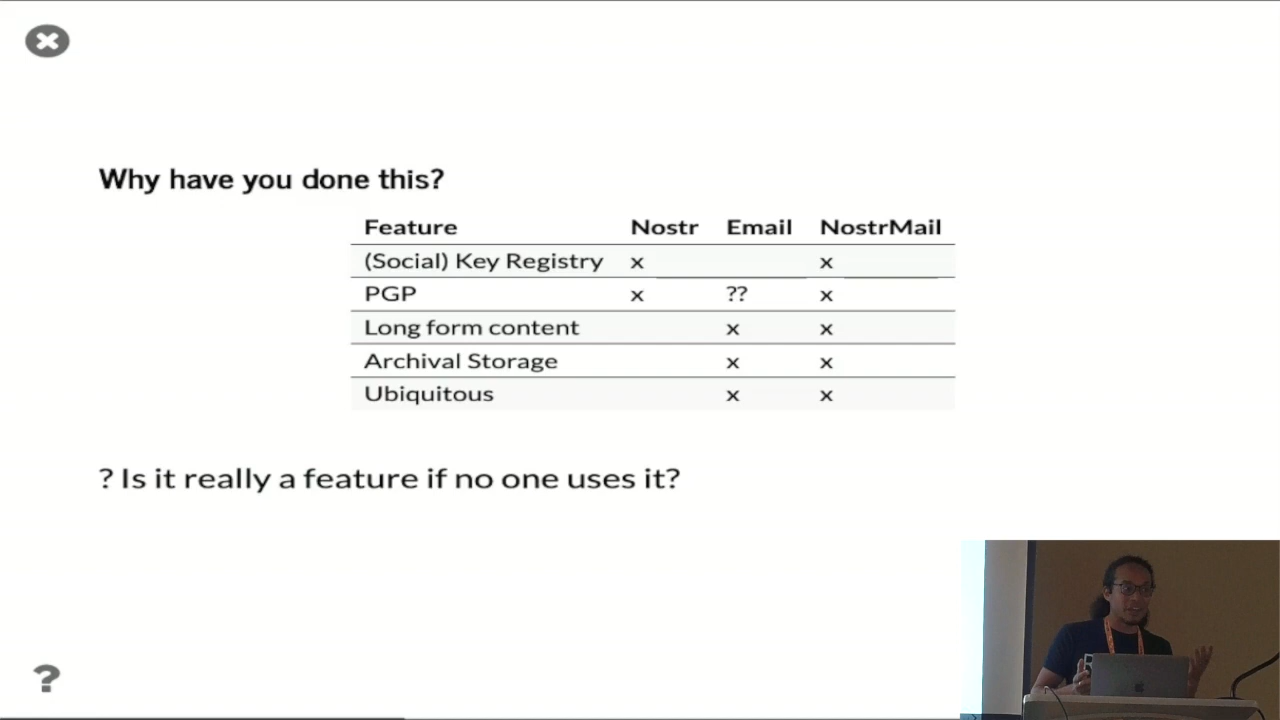 Why have you done this?
Feature Nostr Email NostrMail
(Social) Key Registry x x
PGP x ?? x
Long form content x x
Archival Storage x x
Ubiquitous x x
? Is it really a feature if no one uses it?
?